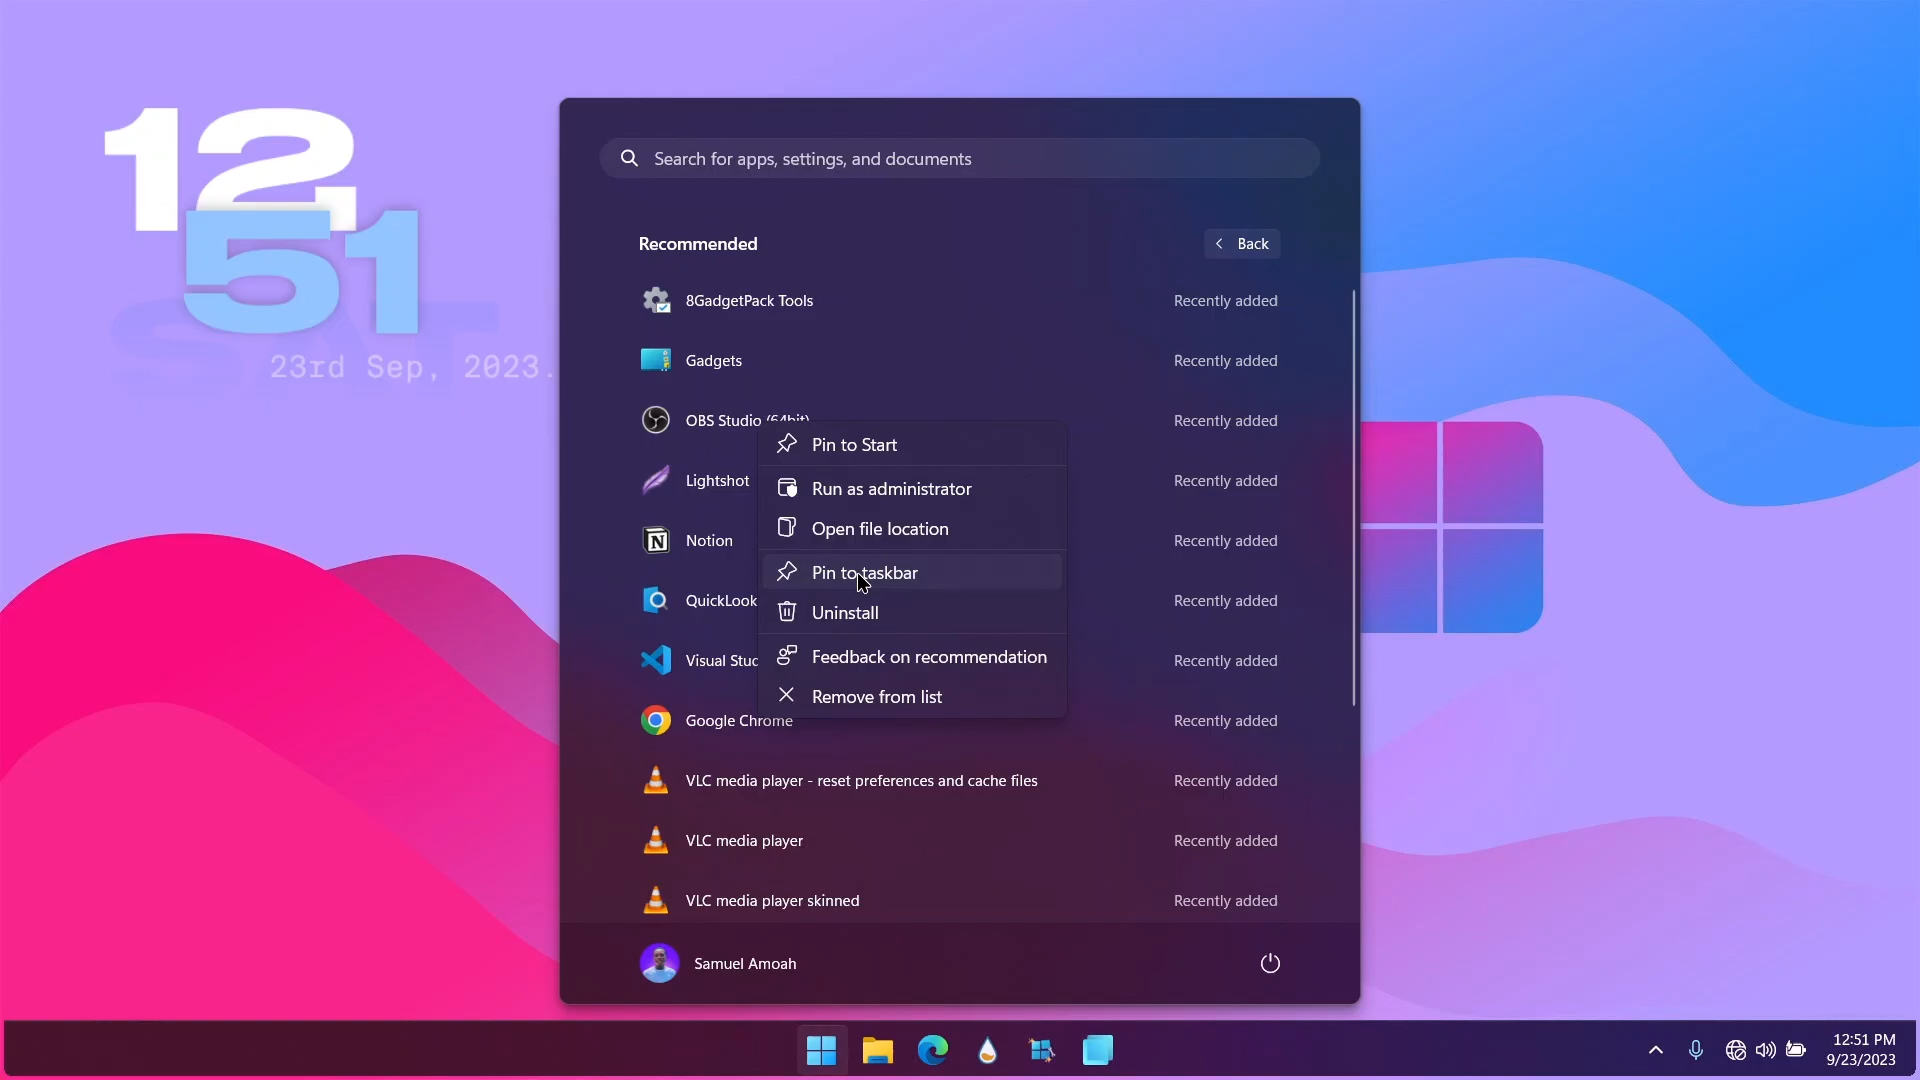 12
51
SAT
23rd Sep, 2023.
Search for apps, settings, and documents
Recommended
Back
8GadgetPack Tools Recently added
Gadgets Recently added
OBS Studio (64bit) Recently added
Pin to Start
Lightshot Recently added
Run as administrator
Open file location
Notion Recently added
Pin to taskbar
QuickLook Recently added
Uninstall
Visual Stud Recently added
Feedback on recommendation
Remove from list
Google Chrome Recently added
VLC media player - reset preferences and cache files Recently added
VLC media player Recently added
VLC media player skinned Recently added
Samuel Amoah
12:51 PM
9/23/2023